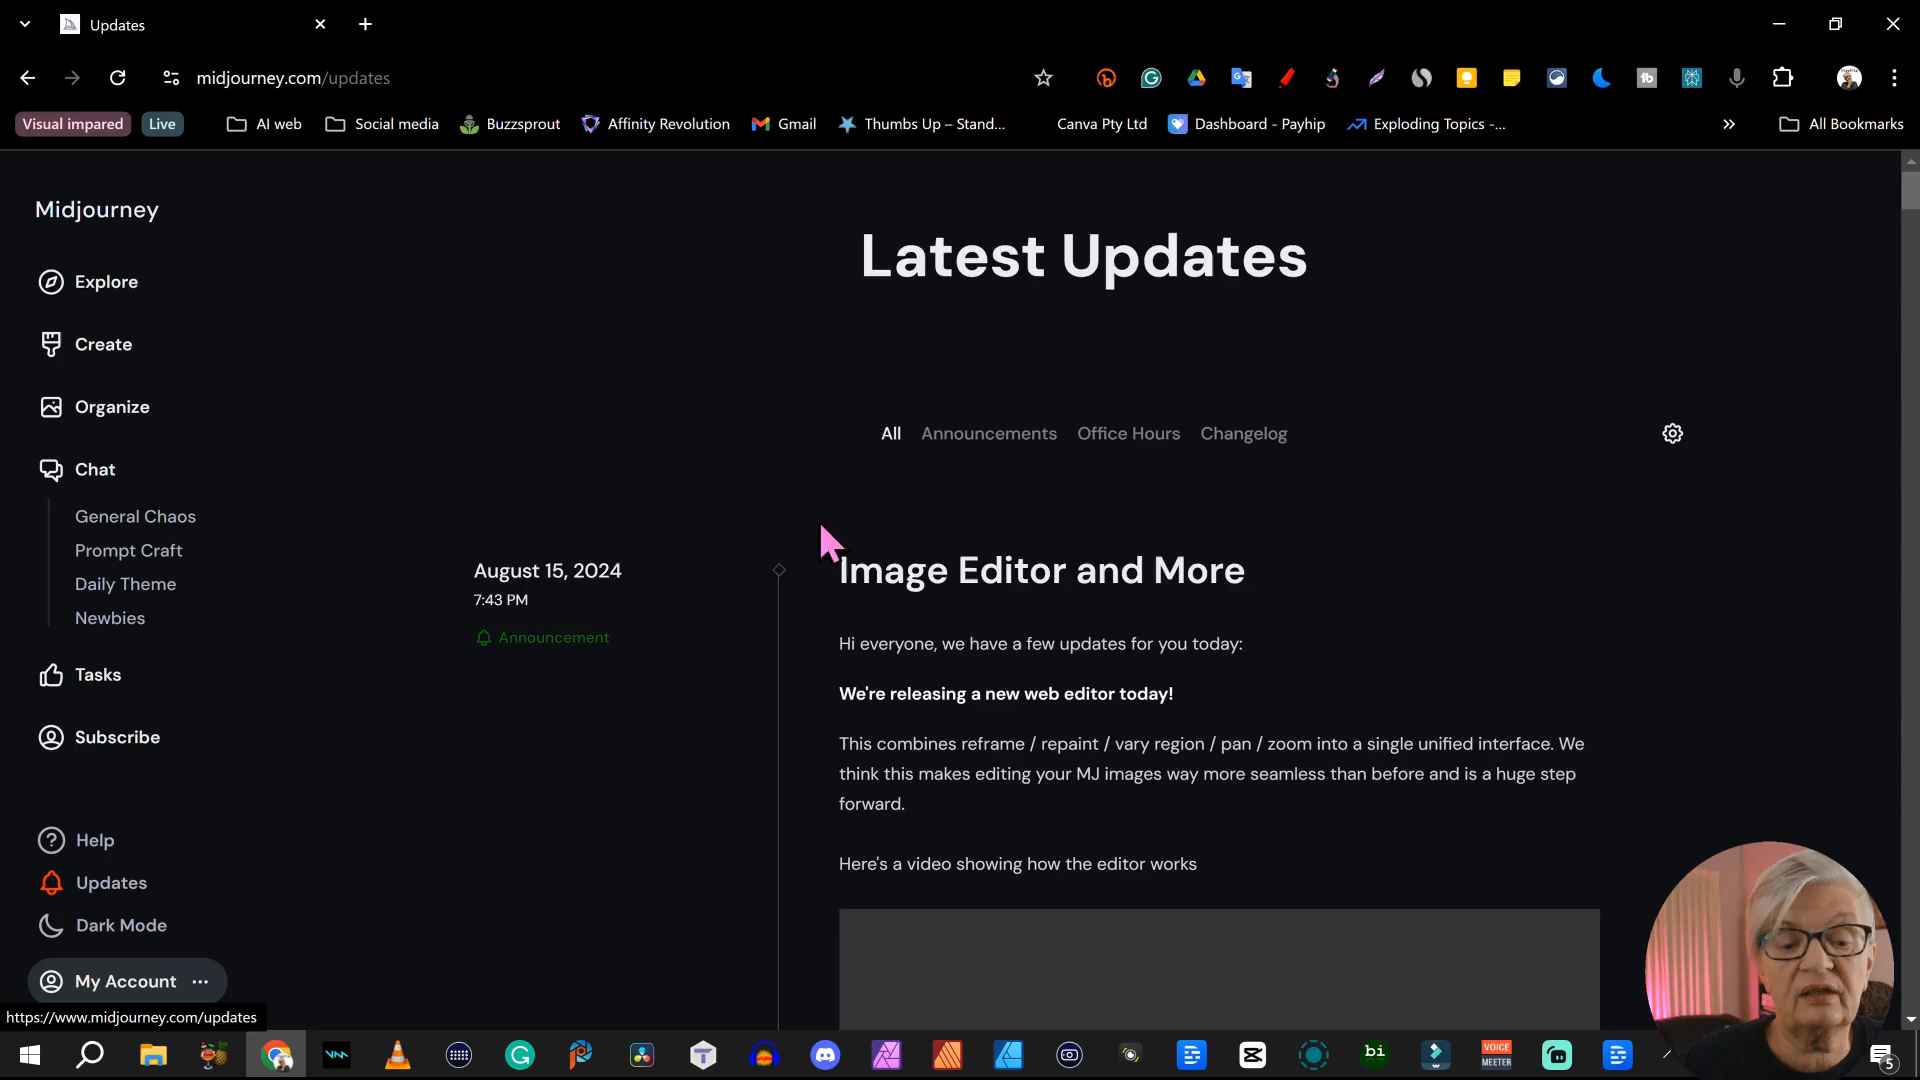 Updates
midjourney.com/updates
Visual impared
Live
AI web
Social media
Buzzsprout
Affinity Revolution
Gmail
Thumbs Up – Stand...
Canva Pty Ltd
Dashboard - Payhip
Exploding Topics -...
All Bookmarks
Midjourney
Latest Updates
Explore
Create
Organize
All Announcements Office Hours Changelog
Chat
General Chaos
Prompt Craft
Daily Theme
Newbies
August 15, 2024
7:43 PM
Announcement
Image Editor and More
Hi everyone, we have a few updates for you today:
We're releasing a new web editor today!
This combines reframe / repaint / vary region / pan / zoom into a single unified interface. We
think this makes editing your MJ images way more seamless than before and is a huge step
forward.
Here's a video showing how the editor works
Tasks
Subscribe
Help
Updates
Dark Mode
My Account
https://www.midjourney.com/updates
bi
VOICE
MEETER
5